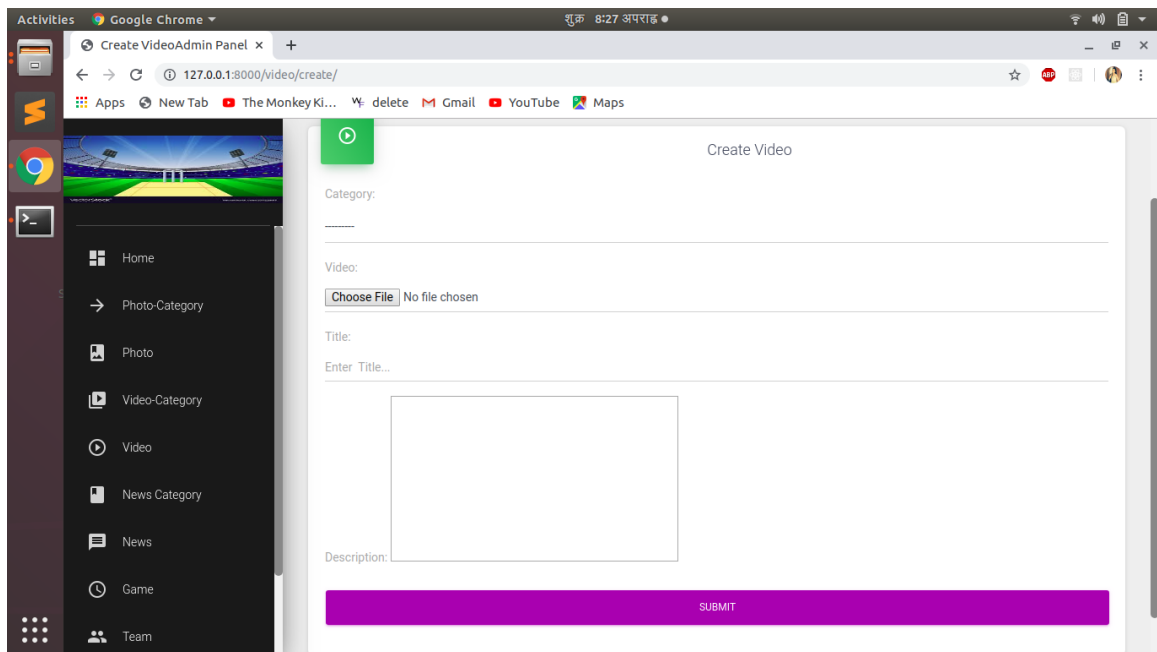 Activities Google Chrome शुक्र 8:27 अपराह्न
Create VideoAdmin Panel
127.0.0.1:8000/video/create/
ABP
Apps New Tab The Monkey Ki... delete Gmail YouTube Maps
Create Video
Category:
---------
Video:
Choose File No file chosen
Title:
Enter Title...
Description:
SUBMIT
Home
Photo-Category
Photo
Video-Category
Video
News Category
News
Game
Team